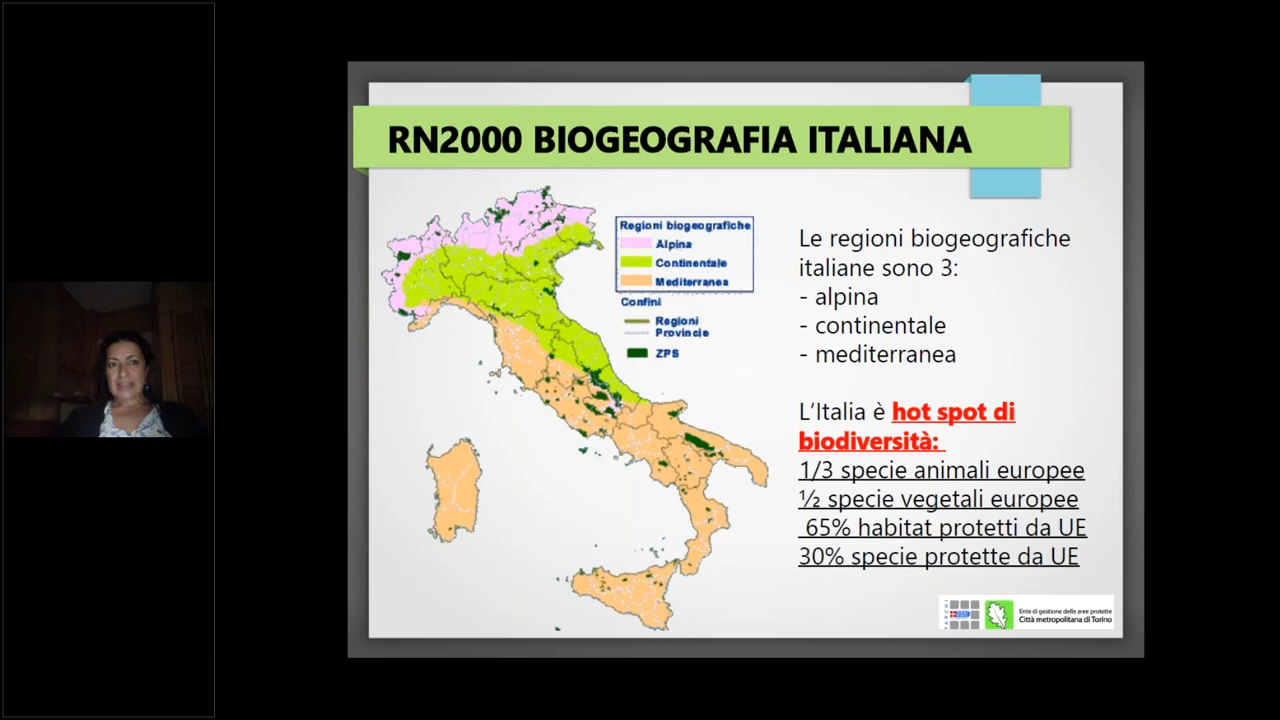 RN2000 BIOGEOGRAFIA ITALIANA
Regioni biogeografiche
Alpina
Continentale
Mediterranea
Confini
Regioni
Provincie
ZPS
Le regioni biogeografiche
italiane sono 3:
- alpina
- continentale
- mediterranea
L'Italia è hot spot di
biodiversità:
1/3 specie animali europee
½ specie vegetali europee
65% habitat protetti da UE
30% specie protette da UE
Ente di gestione delle aree protette
Città metropolitana di Torino